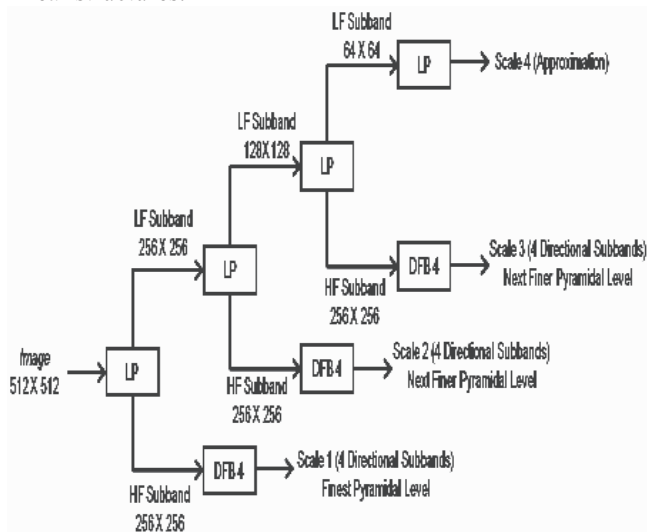 LF Subband
64 X 64
LP
Scale 4 (Approximation)
LF Subband
128X128
LP
LF Subband
256 X 256
LP
DFB 4
Scale 3 (4 Directional Subbands)
Next Finer Pyramidal Level
HF Subband
256 X 256
Image
512 X 512
LP
DFB 4
Scale 2 (4 Directional Subbands)
Next Finer Pyramidal Level
HF Subband
256 X 256
DFB 4
Scale 1 (4 Directional Subbands)
Finest Pyramidal Level
HF Subband
256 X 256